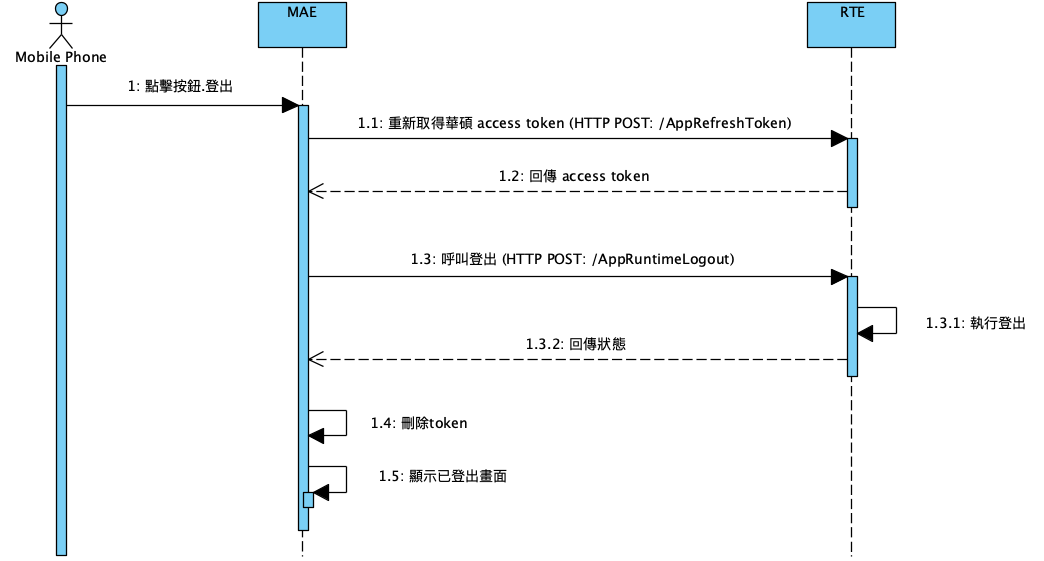 MAE
RTE
Mobile Phone
1: 點擊按鈕.登出
1.1: 重新取得華碩 access token (HTTP POST: /AppRefreshToken)
1.2: 回傳 access token
1.3: 呼叫登出 (HTTP POST: /AppRuntimeLogout)
1.3.1: 執行登出
1.3.2: 回傳狀態
1.4: 刪除token
1.5: 顯示已登出畫面